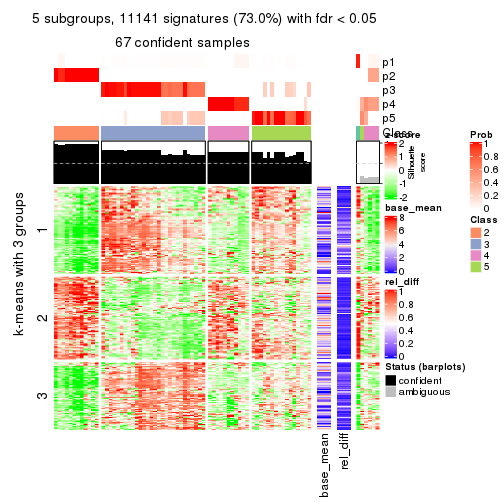 5 subgroups, 11141 signatures (73.0%) with fdr < 0.05
67 confident samples
p1
p2
p3
p4
p5
Class
k-means with 3 groups
1
2
3
base_mean
rel_diff
Silhouette
score
z-score
2
1
0
-1
-2
base_mean
8
6
4
2
0
rel_diff
1
0.8
0.6
0.4
0.2
0
Status (barplots)
confident
ambiguous
Prob
1
0.8
0.6
0.4
0.2
0
Class
2
3
4
5